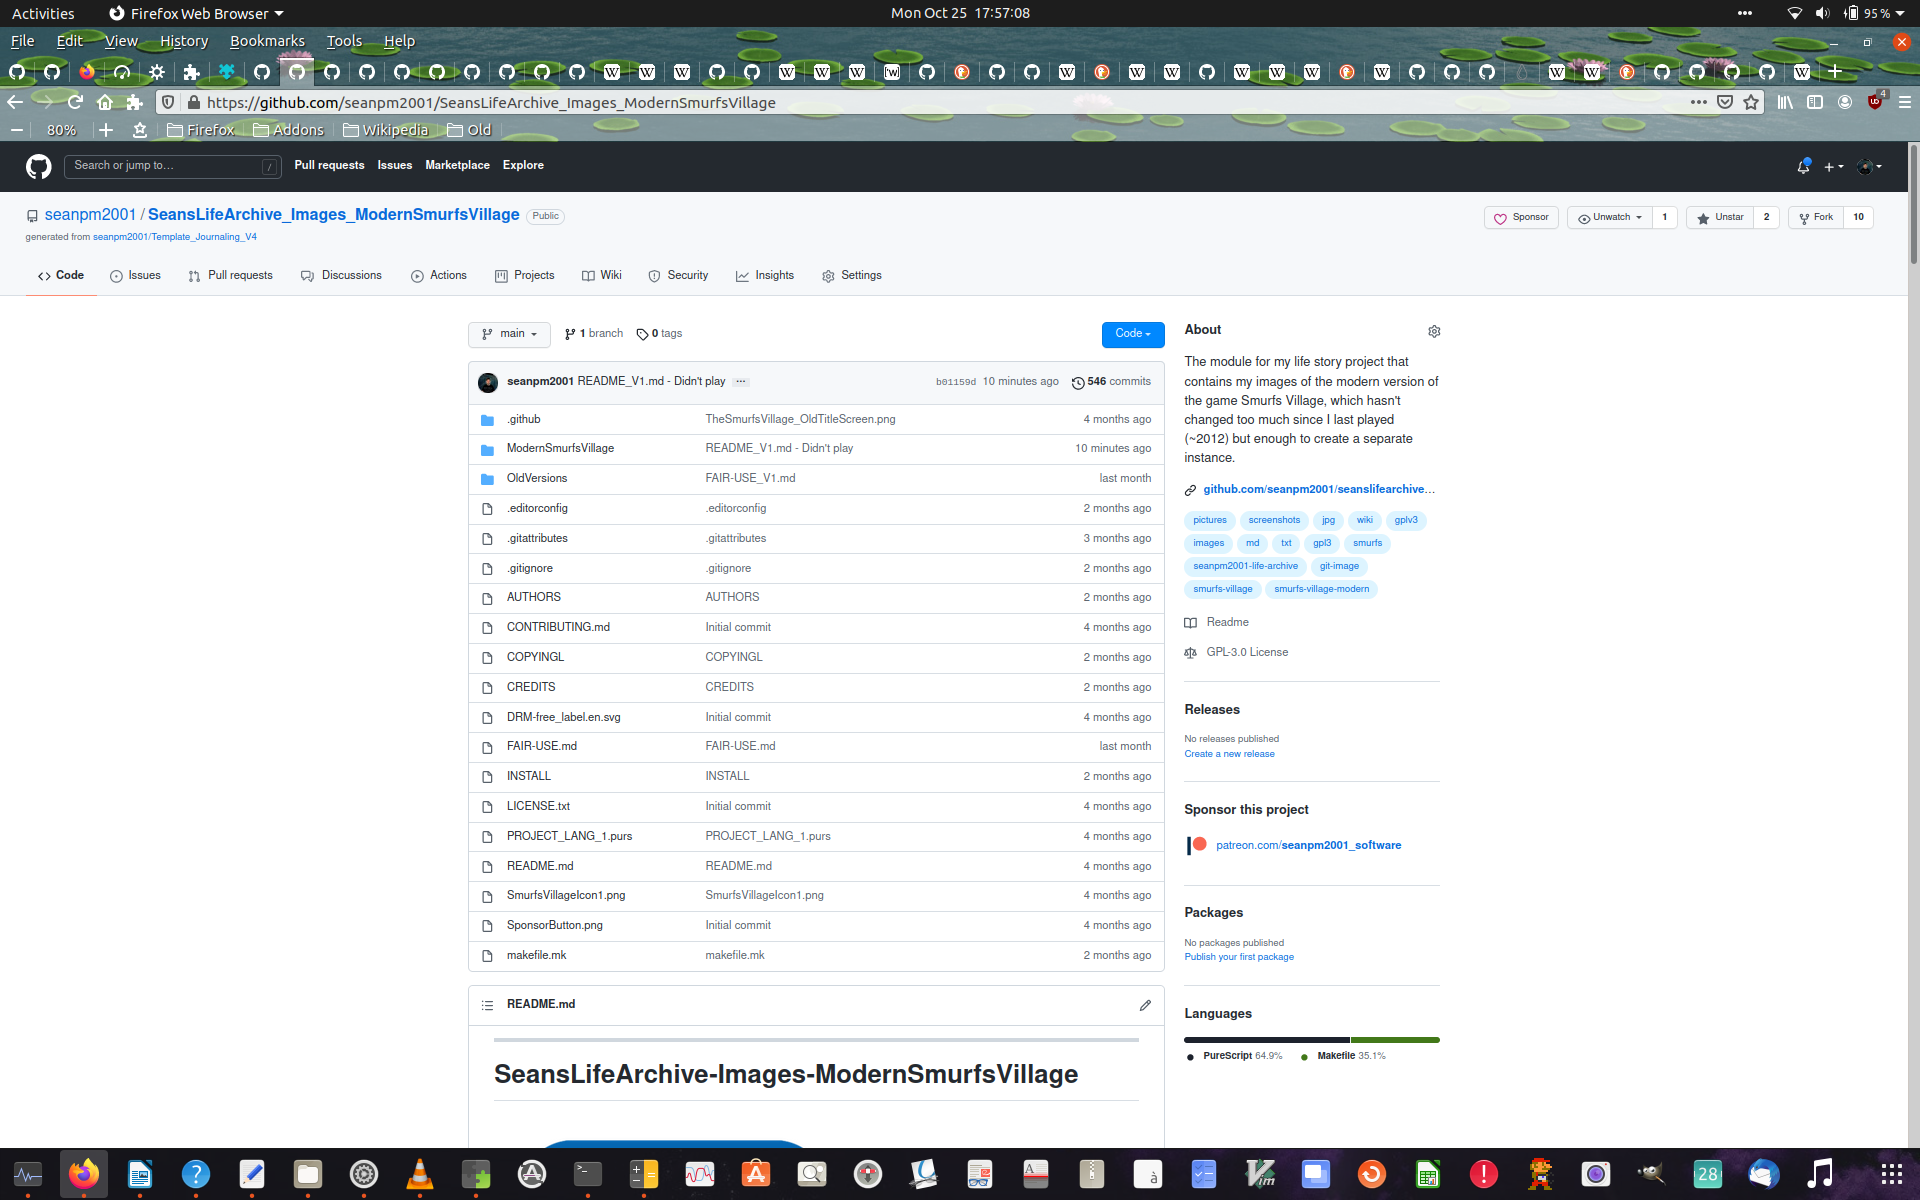 Activities Firefox Web Browser Mon Oct 25 17:57:08 95 %
File Edit View History Bookmarks Tools Help
https://github.com/seanpm2001/SeansLifeArchive_Images_ModernSmurfsVillage 4
80% Firefox Addons Wikipedia Old
Search or jump to... / Pull requests Issues Marketplace Explore
seanpm2001 / SeansLifeArchive_Images_ModernSmurfsVillage Public Sponsor Unwatch 1 Unstar 2 Fork 10
generated from seanpm2001/Template_Journaling_V4
Code Issues Pull requests Discussions Actions Projects Wiki Security Insights Settings
main 1 branch 0 tags Code
seanpm2001 README_V1.md - Didn't play ... b01159d 10 minutes ago 546 commits
.github TheSmurfsVillage_OldTitleScreen.png 4 months ago
ModernSmurfsVillage README_V1.md - Didn't play 10 minutes ago
OldVersions FAIR-USE_V1.md last month
.editorconfig .editorconfig 2 months ago
.gitattributes .gitattributes 3 months ago
.gitignore .gitignore 2 months ago
AUTHORS AUTHORS 2 months ago
CONTRIBUTING.md Initial commit 4 months ago
COPYINGL COPYINGL 2 months ago
CREDITS CREDITS 2 months ago
DRM-free_label.en.svg Initial commit 4 months ago
FAIR-USE.md FAIR-USE.md last month
INSTALL INSTALL 2 months ago
LICENSE.txt Initial commit 4 months ago
PROJECT_LANG_1.purs PROJECT_LANG_1.purs 4 months ago
README.md README.md 4 months ago
SmurfsVillageIcon1.png SmurfsVillageIcon1.png 4 months ago
SponsorButton.png Initial commit 4 months ago
makefile.mk makefile.mk 2 months ago
README.md
SeansLifeArchive-Images-ModernSmurfsVillage
About
The module for my life story project that
contains my images of the modern version of
the game Smurfs Village, which hasn't
changed too much since I last played
(~2012) but enough to create a separate
instance.
github.com/seanpm2001/seanslifearchive...
pictures screenshots jpg wiki gplv3
images md txt gpl3 smurfs
seanpm2001-life-archive git-image
smurfs-village smurfs-village-modern
Readme
GPL-3.0 License
Releases
No releases published
Create a new release
Sponsor this project
patreon.com/seanpm2001_software
Packages
No packages published
Publish your first package
Languages
PureScript 64.9% Makefile 35.1%
28